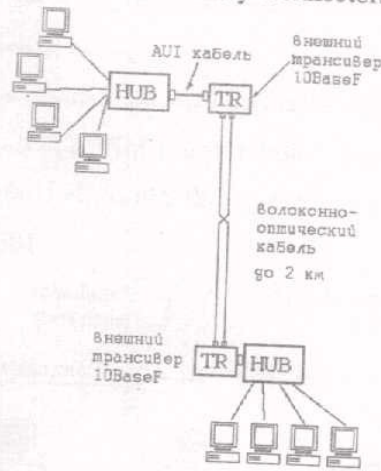 AUI кабель
внешний
трансивер
10BaseF
HUB
TR
волоконно-
оптический
кабель
до 2 км
внешний
трансивер
10BaseF
TR
HUB